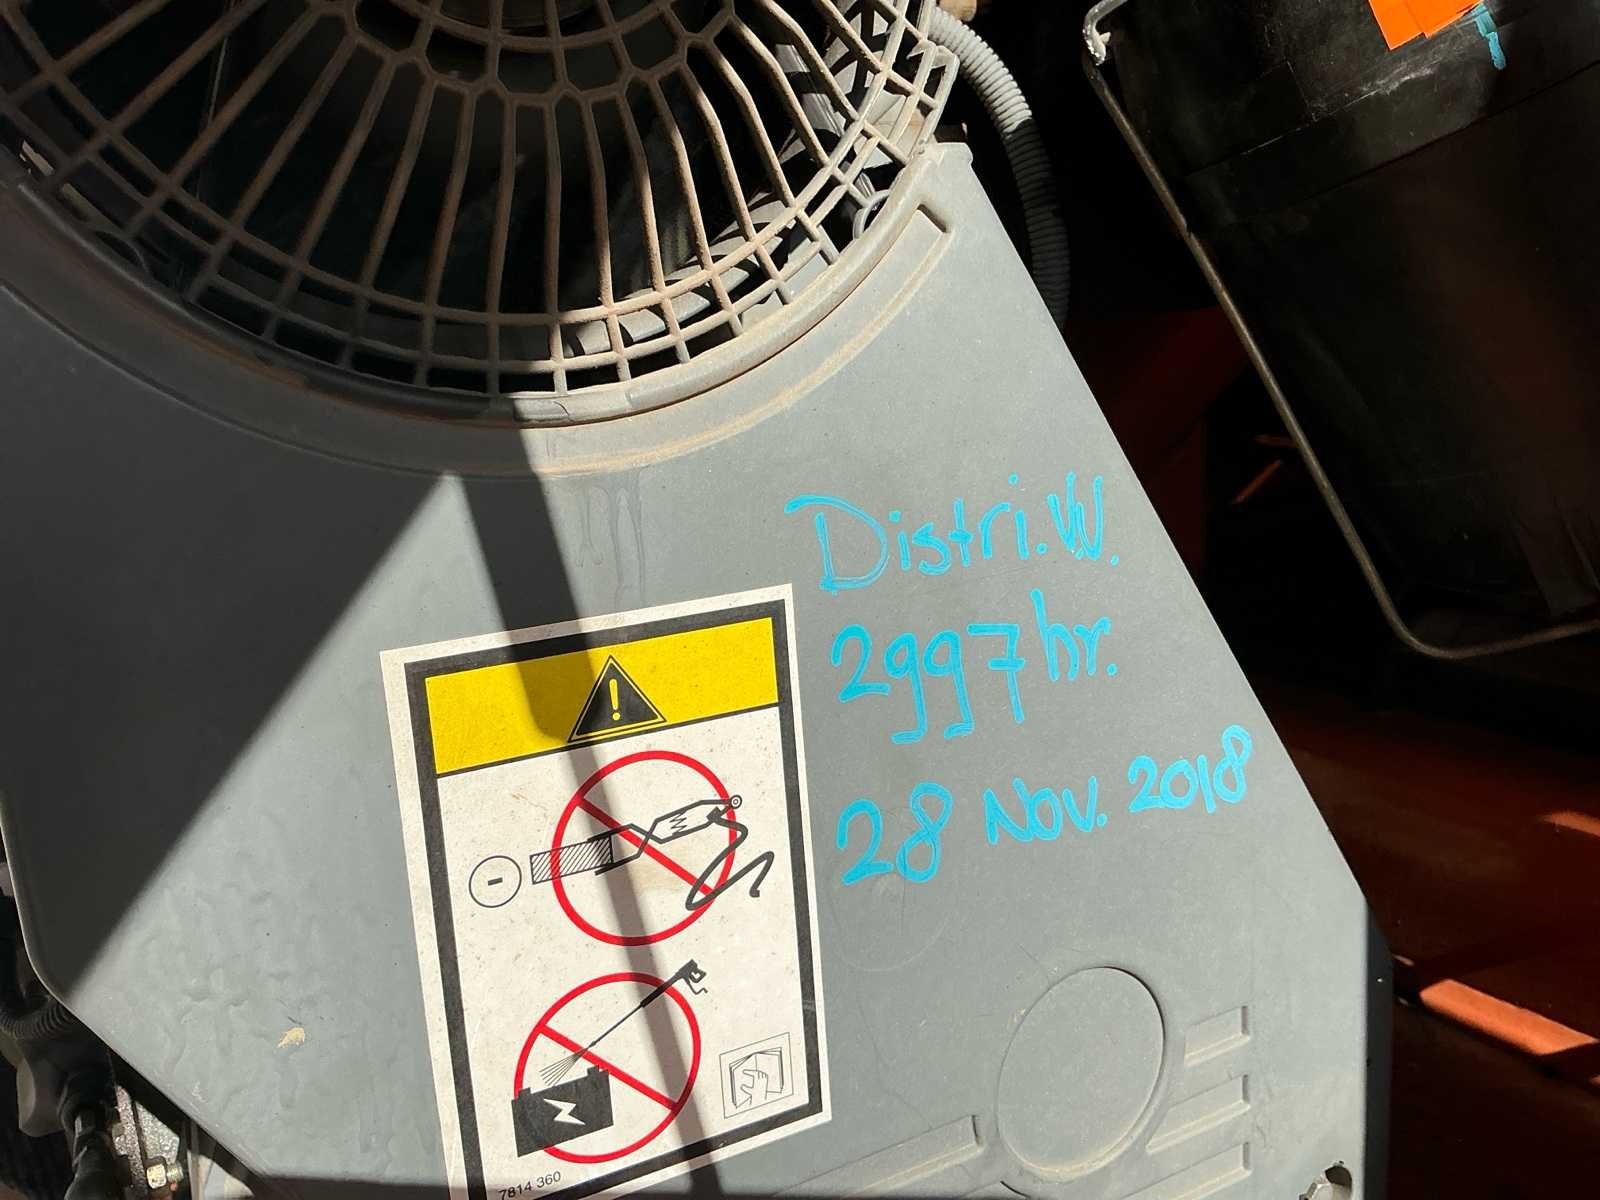 Distri.W.
2997 hr.
28 Nov. 2018
7814 360